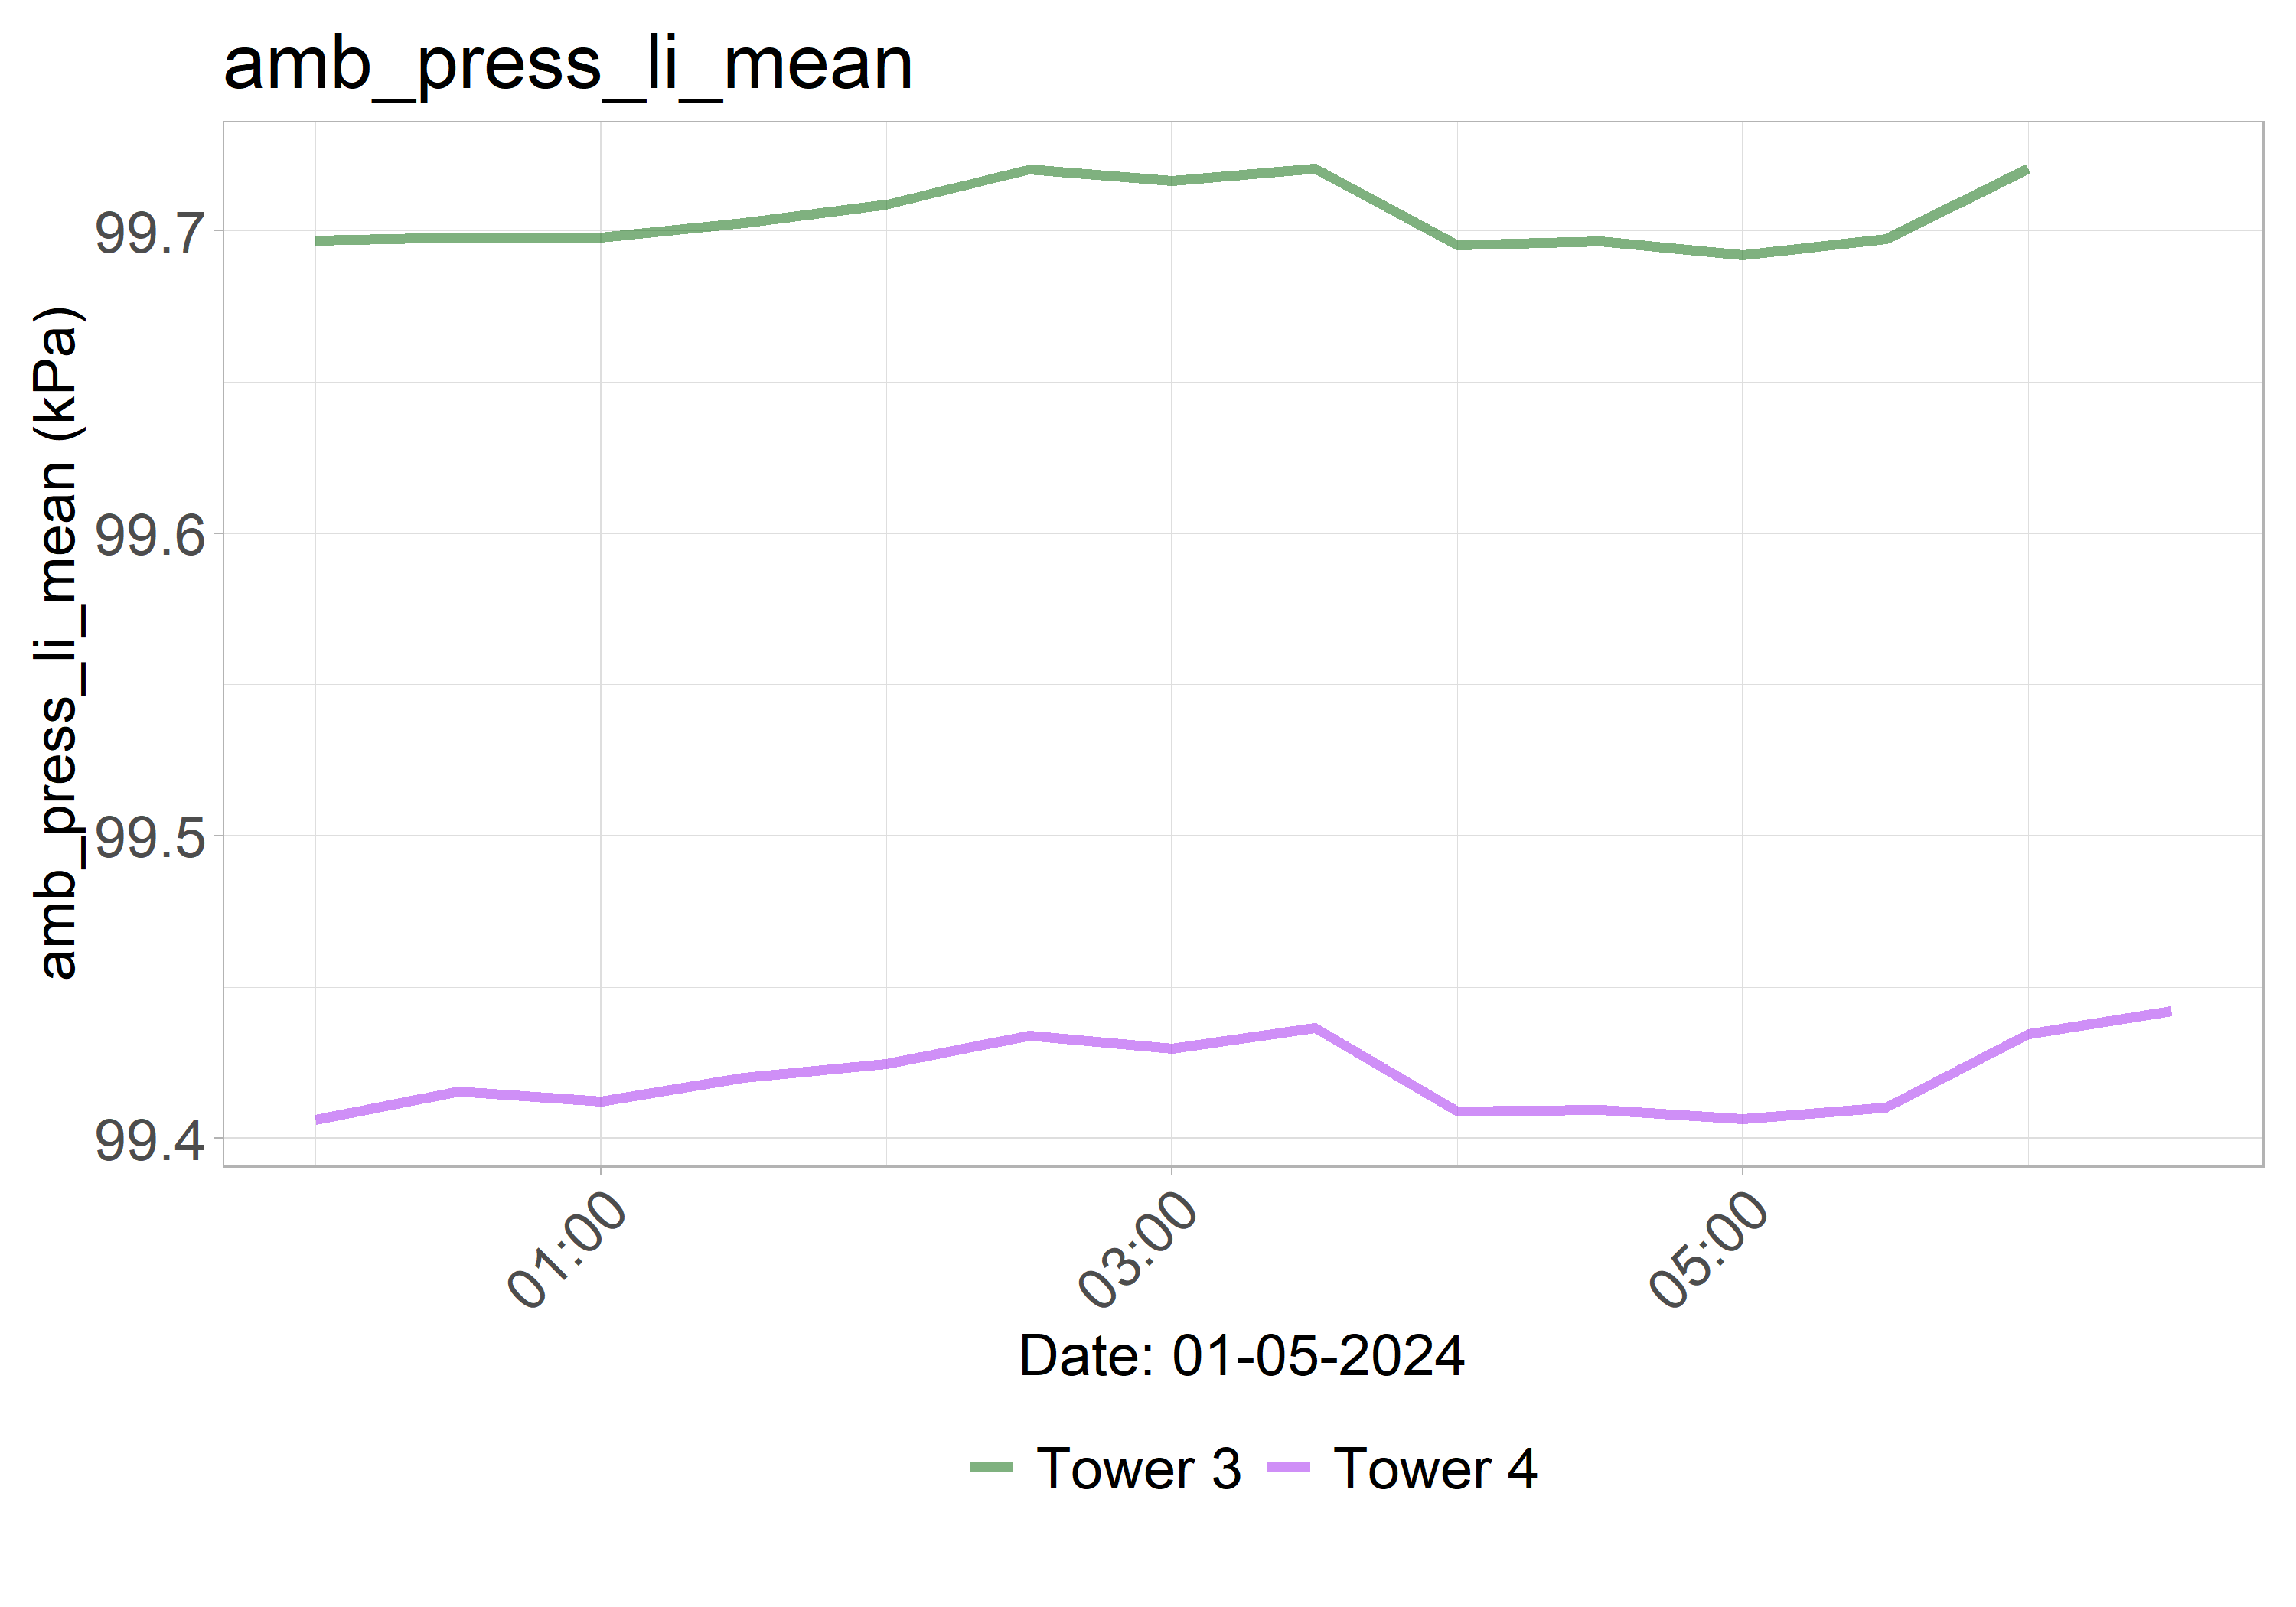 amb_press_li_mean
amb_press_li_mean (kPa)
99.7
99.6
99.5
99.4
01:00
03:00
05:00
Date: 01-05-2024
Tower 3
Tower 4